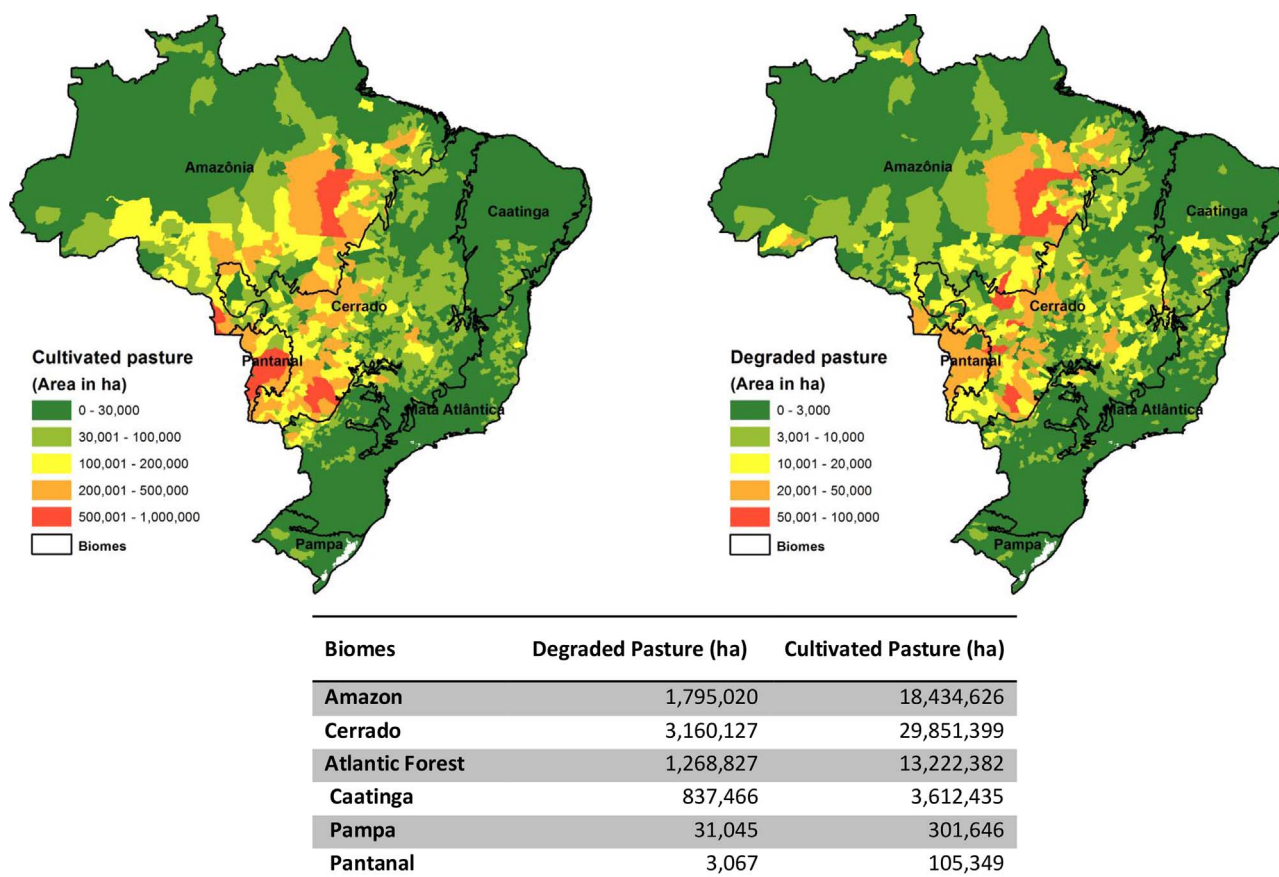 Amazônia
Caatinga
Cerrado
Pantanal
Mata Atlântica
Pampa
Cultivated pasture
(Area in ha)
0 - 30,000
30,001 - 100,000
100,001 - 200,000
200,001 - 500,000
500,001 - 1,000,000
Biomes
Amazônia
Caatinga
Cerrado
Pantanal
Mata Atlântica
Pampa
Degraded pasture
(Area in ha)
0 - 3,000
3,001 - 10,000
10,001 - 20,000
20,001 - 50,000
50,001 - 100,000
Biomes
Biomes Degraded Pasture (ha) Cultivated Pasture (ha)
Amazon 1,795,020 18,434,626
Cerrado 3,160,127 29,851,399
Atlantic Forest 1,268,827 13,222,382
Caatinga 837,466 3,612,435
Pampa 31,045 301,646
Pantanal 3,067 105,349